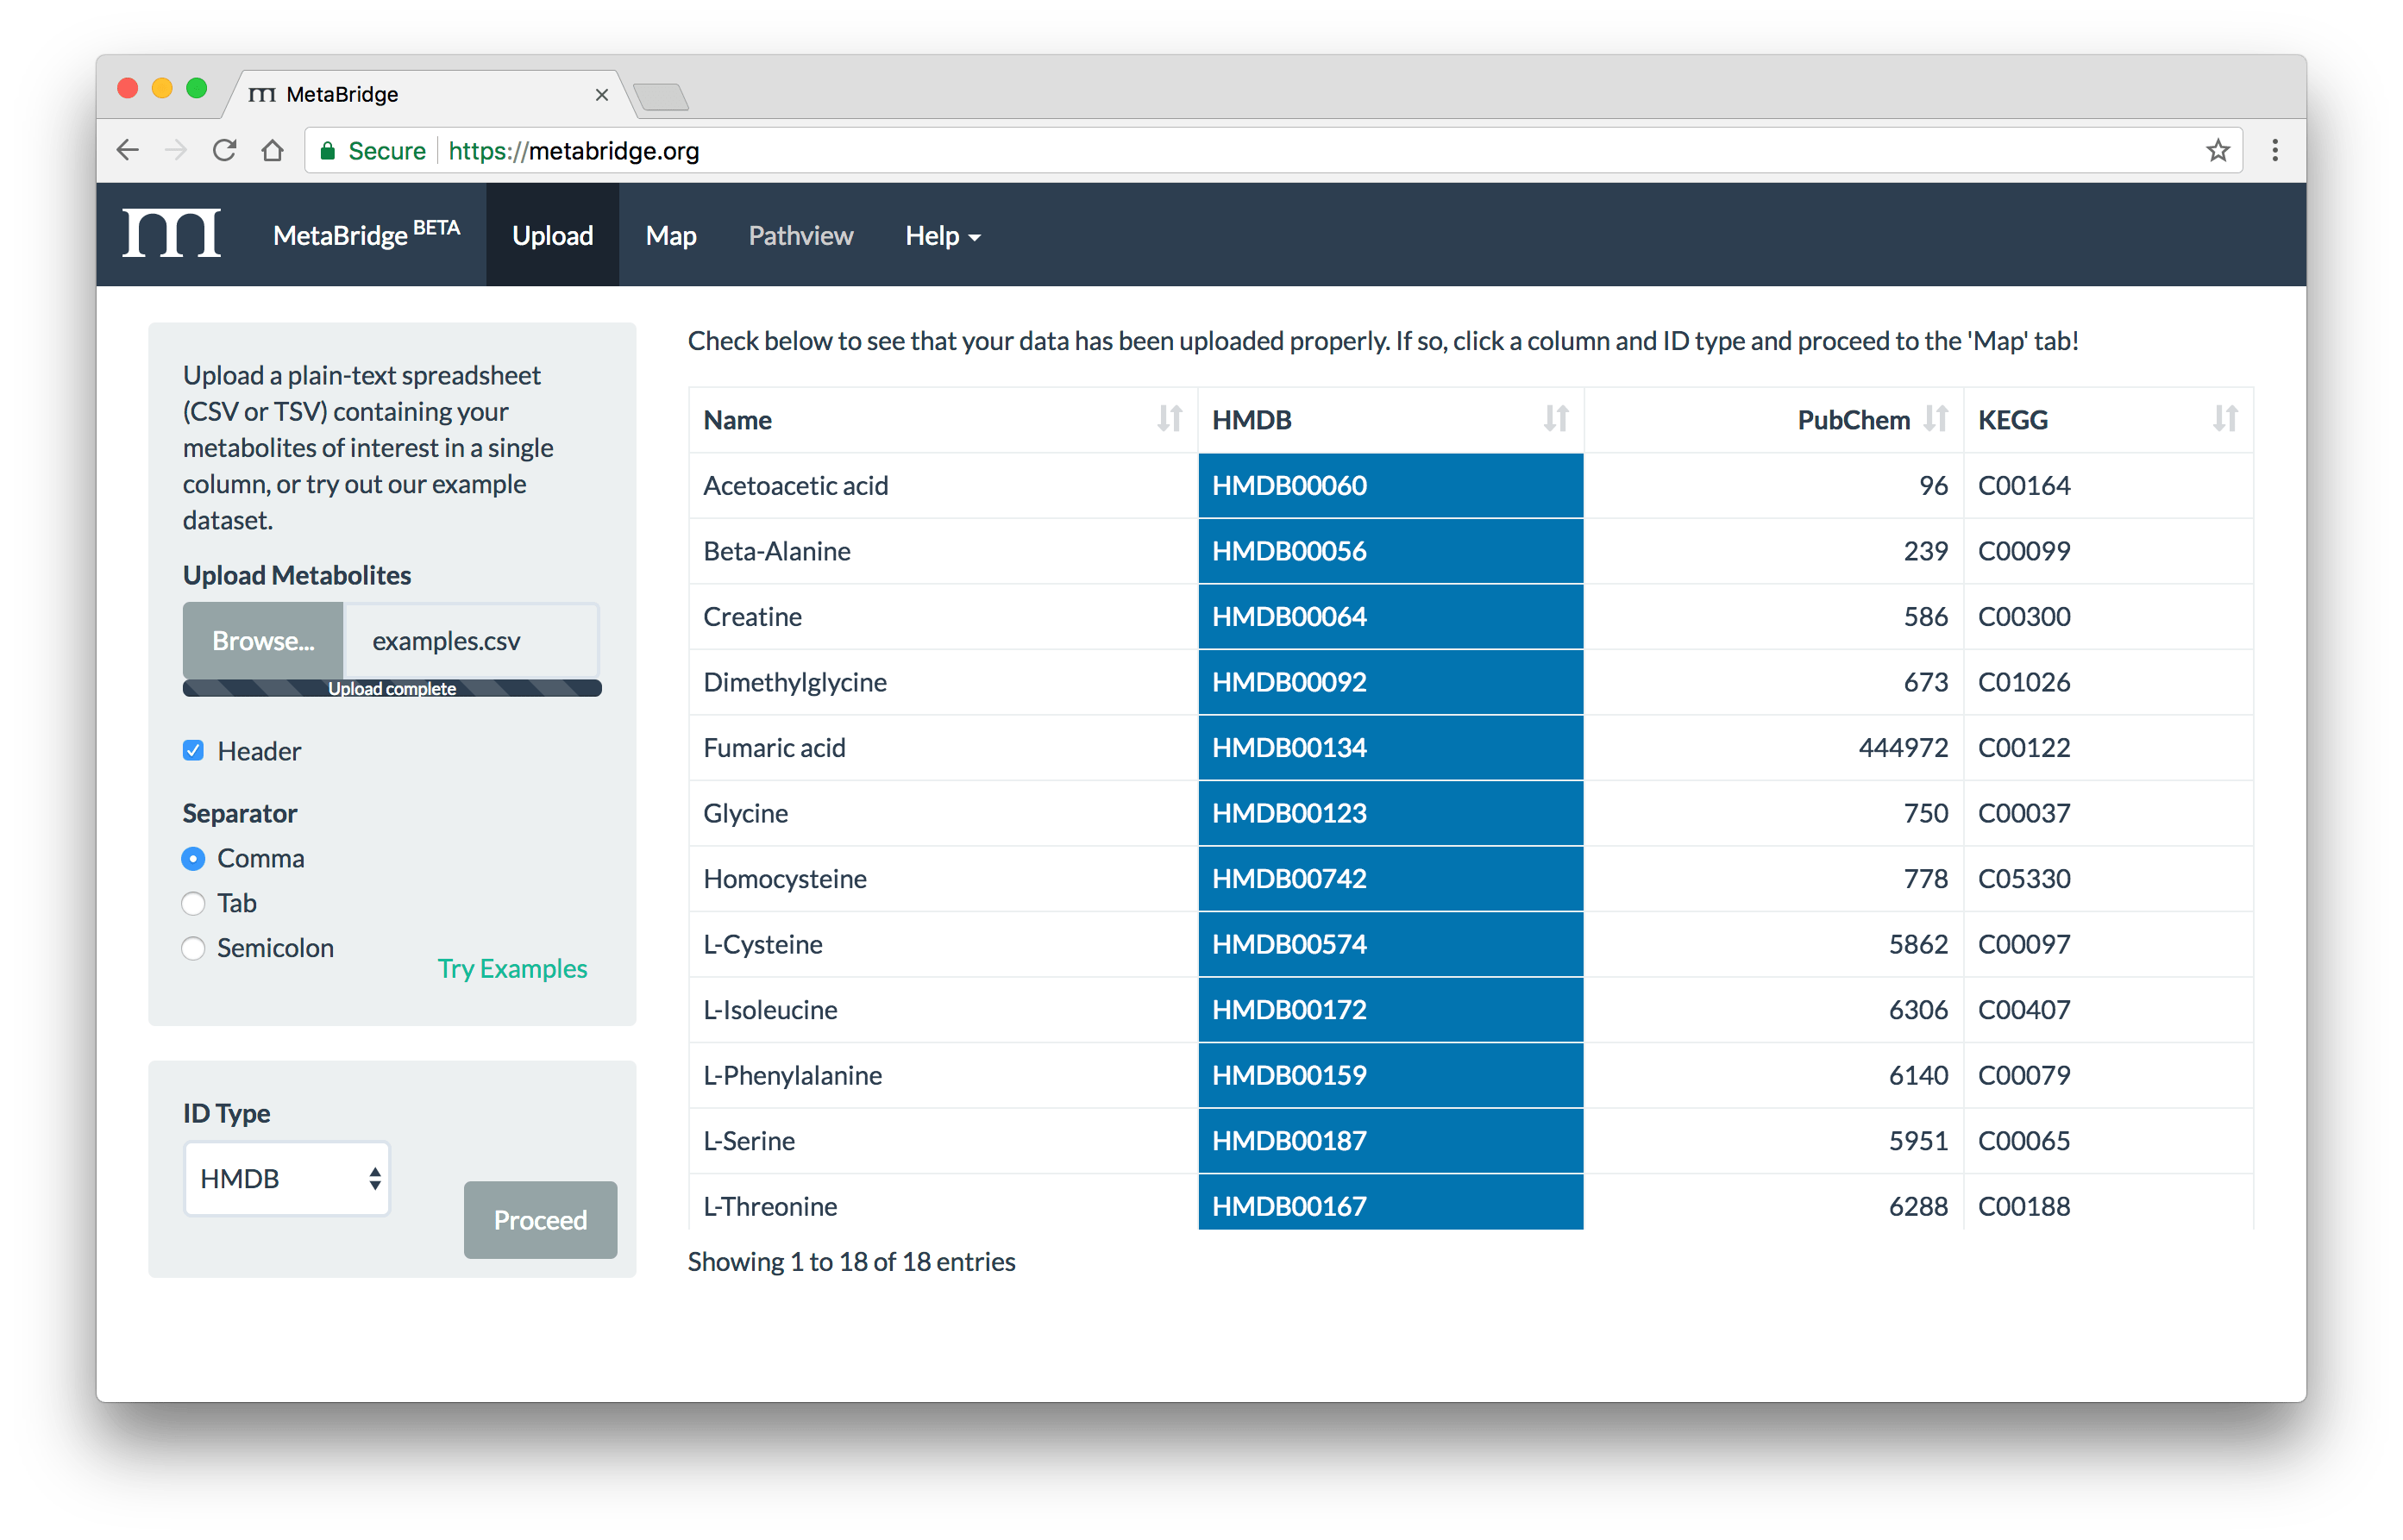 MetaBridge
Secure https://metabridge.org
m MetaBridge BETA Upload Map Pathview Help
Upload a plain-text spreadsheet
(CSV or TSV) containing your
metabolites of interest in a single
column, or try out our example
dataset.
Upload Metabolites
Browse... examples.csv
Upload complete
Header
Separator
Comma
Tab
Semicolon
Try Examples
ID Type
HMDB
Proceed
Check below to see that your data has been uploaded properly. If so, click a column and ID type and proceed to the 'Map' tab!
Name HMDB PubChem KEGG
Acetoacetic acid HMDB00060 96 C00164
Beta-Alanine HMDB00056 239 C00099
Creatine HMDB00064 586 C00300
Dimethylglycine HMDB00092 673 C01026
Fumaric acid HMDB00134 444972 C00122
Glycine HMDB00123 750 C00037
Homocysteine HMDB00742 778 C05330
L-Cysteine HMDB00574 5862 C00097
L-Isoleucine HMDB00172 6306 C00407
L-Phenylalanine HMDB00159 6140 C00079
L-Serine HMDB00187 5951 C00065
L-Threonine HMDB00167 6288 C00188
Showing 1 to 18 of 18 entries